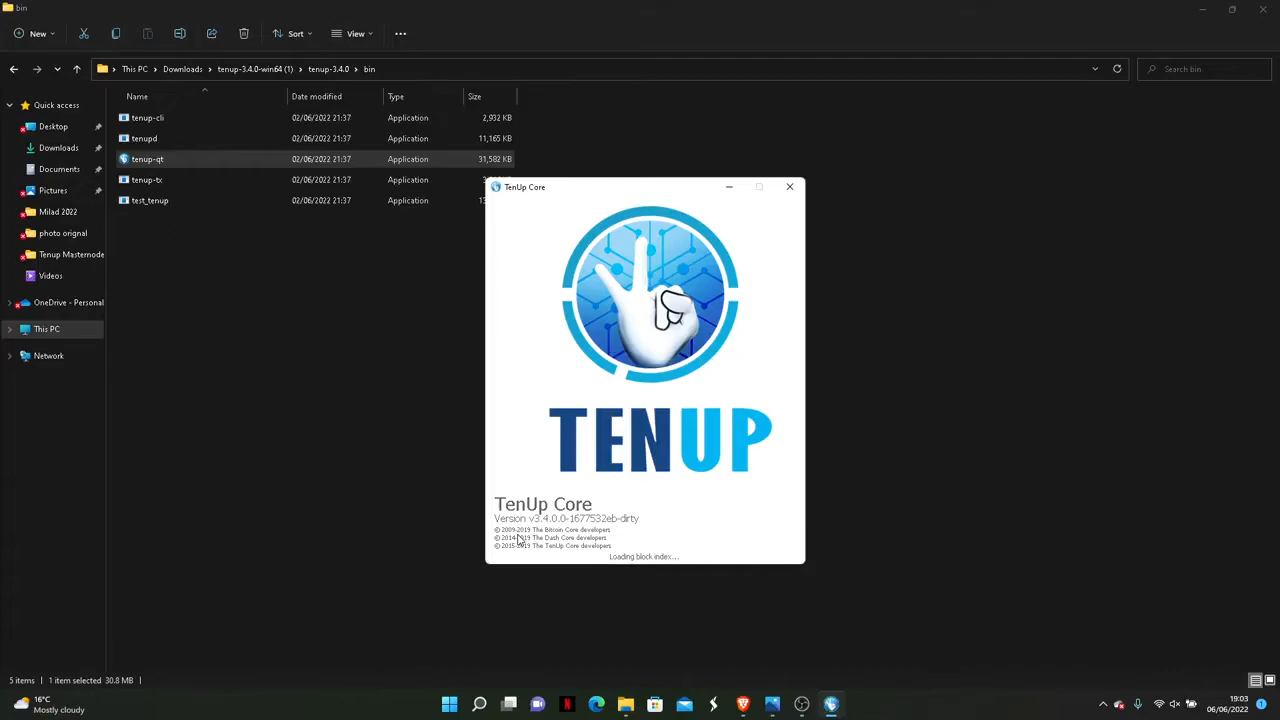 bin
New
Sort
View
This PC
Downloads
tenup-3.4.0-win64 (1)
tenup-3.4.0
bin
Search bin
Name
Date modified
Type
Size
Quick access
Desktop
Downloads
Documents
Pictures
Milad 2022
photo orignal
Tenup Masternode
Videos
OneDrive - Personal
This PC
Network
tenup-cli 02/06/2022 21:37 Application 2,932 KB
tenupd 02/06/2022 21:37 Application 11,165 KB
tenup-qt 02/06/2022 21:37 Application 31,582 KB
tenup-tx 02/06/2022 21:37 Application
test_tenup 02/06/2022 21:37 Application
TenUp Core
TENUP
TenUp Core
Version v3.4.0.0-1677532eb-dirty
© 2009-2019 The Bitcoin Core developers
© 2014-2019 The Dash Core developers
© 2015-2019 The TenUp Core developers
Loading block index...
5 items
1 item selected 30.8 MB
16°C
Mostly cloudy
19:03
06/06/2022